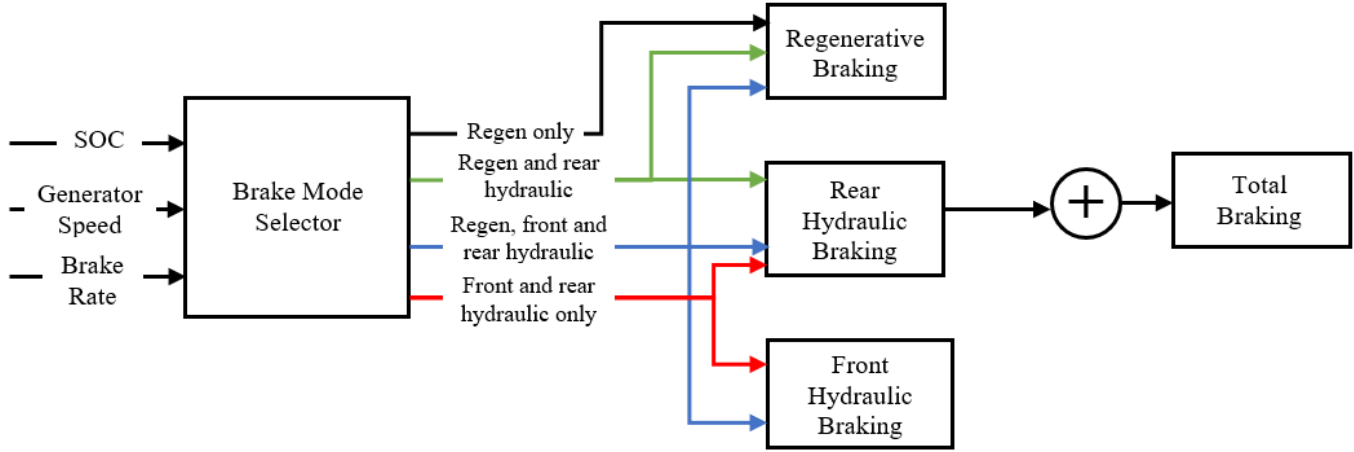 SOC
Generator
Speed
Brake
Rate
Brake Mode
Selector
Regen only
Regen and rear
hydraulic
Regen, front and
rear hydraulic
Front and rear
hydraulic only
Regenerative
Braking
Rear
Hydraulic
Braking
Front
Hydraulic
Braking
+
Total
Braking